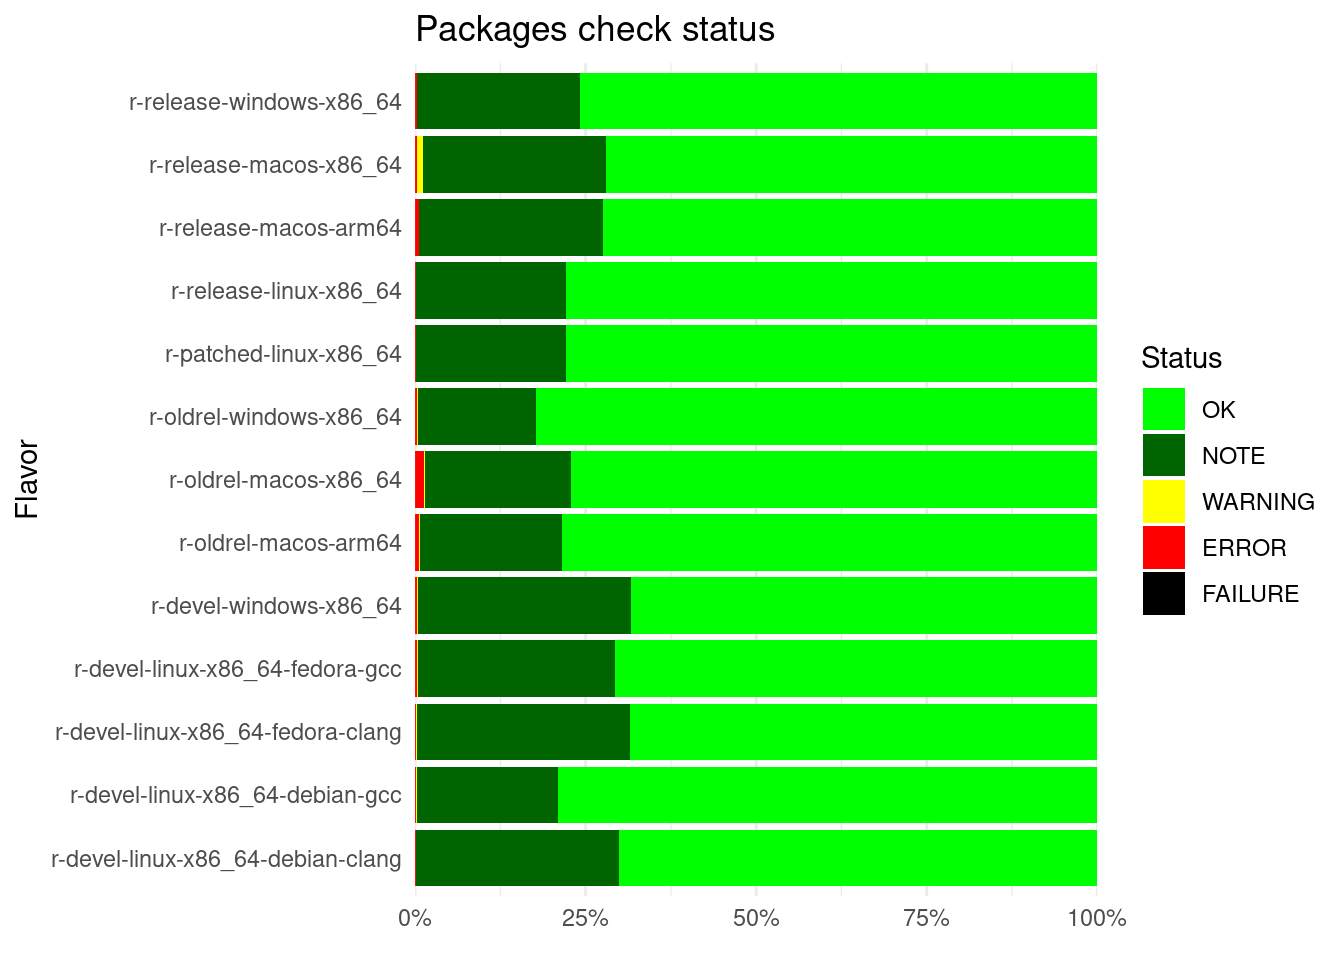 Packages check status
Flavor
r-release-windows-x86_64
r-release-macos-x86_64
r-release-macos-arm64
r-release-linux-x86_64
r-patched-linux-x86_64
r-oldrel-windows-x86_64
r-oldrel-macos-x86_64
r-oldrel-macos-arm64
r-devel-windows-x86_64
r-devel-linux-x86_64-fedora-gcc
r-devel-linux-x86_64-fedora-clang
r-devel-linux-x86_64-debian-gcc
r-devel-linux-x86_64-debian-clang
0% 25% 50% 75% 100%
Status
OK
NOTE
WARNING
ERROR
FAILURE